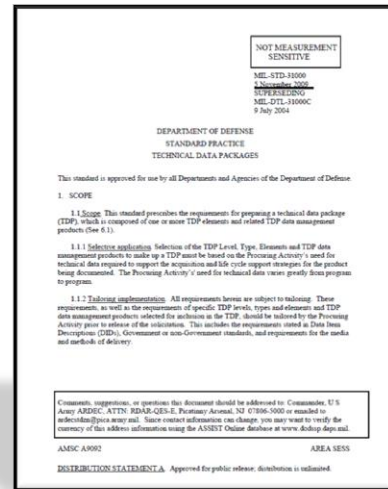 NOT MEASUREMENT
SENSITIVE
MIL-STD-31000
5 November 2009
SUPERSEDING
MIL-DTL-31000C
9 July 2004
DEPARTMENT OF DEFENSE
STANDARD PRACTICE
TECHNICAL DATA PACKAGES
This standard is approved for use by all Departments and Agencies of the Department of Defense
1. SCOPE
1.1 Scope. This standard prescribes the requirements for preparing a technical data package
(TDP), which is composed of one or more TDP elements and related TDP data management
products (See 6.1).
1.1.1 Selective application. Selection of the TDP Level, Type, Elements and TDP data
management products to make up a TDP must be based on the Procuring Activity's need for
technical data required to support the acquisition and life cycle support strategies for the product
being documented. The Procuring Activity's need for technical data varies greatly from program
to program.
1.1.2 Tailoring implementation. All requirements herein are subject to tailoring. These
requirements, as well as the requirements of specific TDP levels, types and elements and TDP
data management products selected for inclusion in the TDP, should be tailored by the Procuring
Activity prior to release of the solicitation. This includes the requirements stated in Data Item
Descriptions (DIDs), Government or non-Government standards, and requirements for the media
and methods of delivery.
Comments, suggestions, or questions this document should be addressed to: Commander, U S
Army ARDEC, ATTN: RDAR-QES-E, Picatinny Arsenal, NJ 07806-5000 or emailed to
ardecstdzn@pica.army.mil. Since contact information can change, you may want to verify the
currency of this address information using the ASSIST Online database at www.dodssp.daps.mil.
AMSC A9092 AREA SESS
DISTRIBUTION STATEMENT A. Approved for public release; distribution is unlimited.